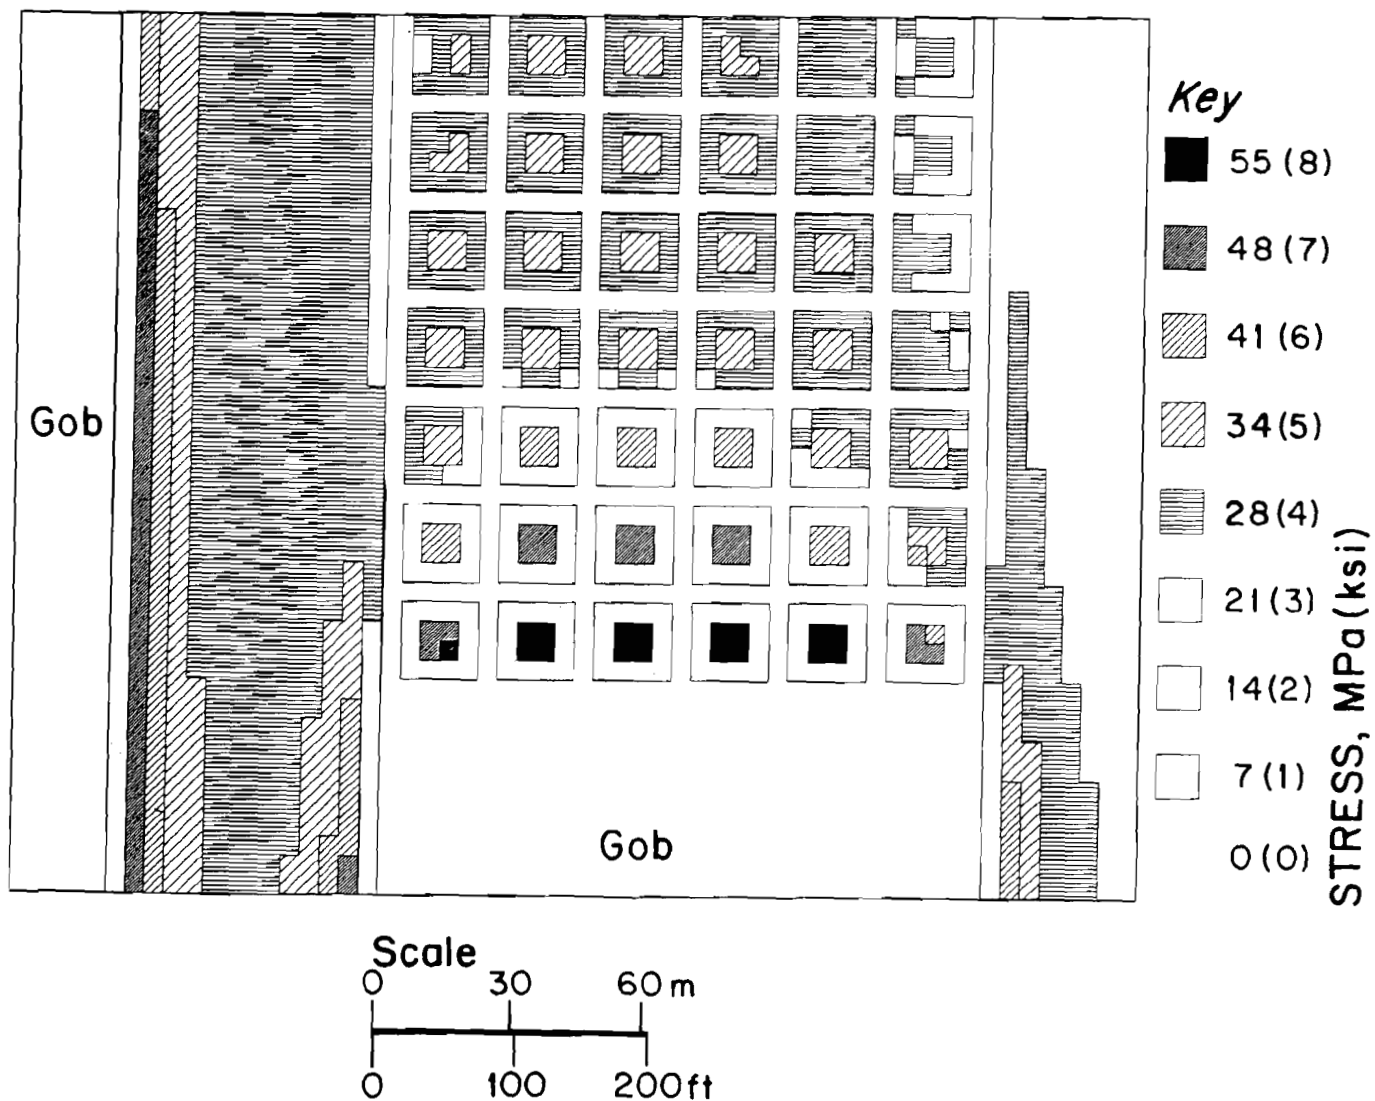 Key
55 (8)
48 (7)
41 (6)
34 (5)
28 (4)
21 (3)
14 (2)
7 (1)
0 (0)
STRESS, MPa (ksi)
Gob
Gob
Scale
0 30 60 m
0 100 200 ft